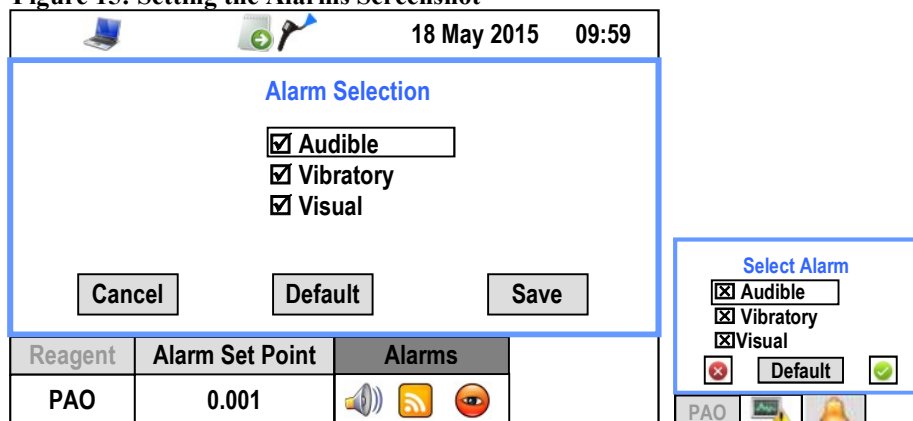 Figure 15: Setting the Alarms Screenshot
18 May 2015 09:59
Alarm Selection
Audible
Vibratory
Visual
Cancel Default Save
Reagent Alarm Set Point Alarms
PAO 0.001
Select Alarm
Audible
Vibratory
Visual
Default
PAO